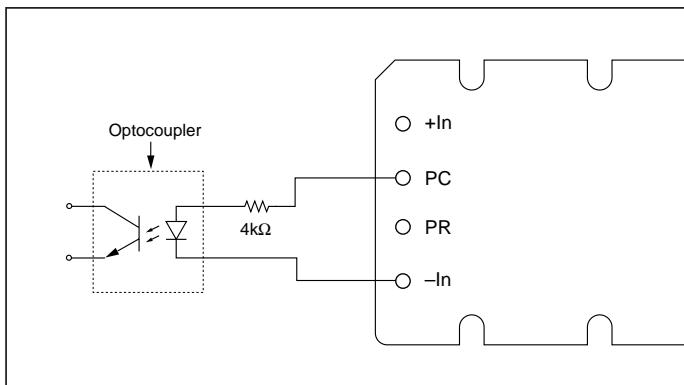 Optocoupler
4kΩ
+In
PC
PR
–In